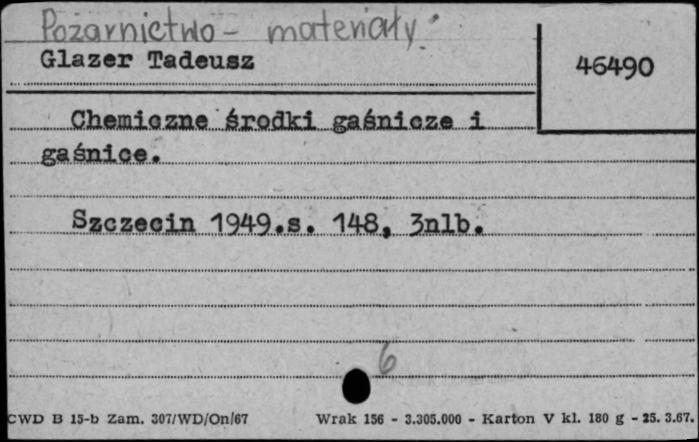 Pożarnictwo - materiały.
Glazer Tadeusz
46490
Chemiczne środki gaśnicze i
gaśnice.
Szczecin 1949.s. 148, 3nlb.
6
CWD B 15-b Zam. 307/WD/On/67 Wrak 156 - 3.305.000 - Karton V kl. 180 g - 25. 3.67.